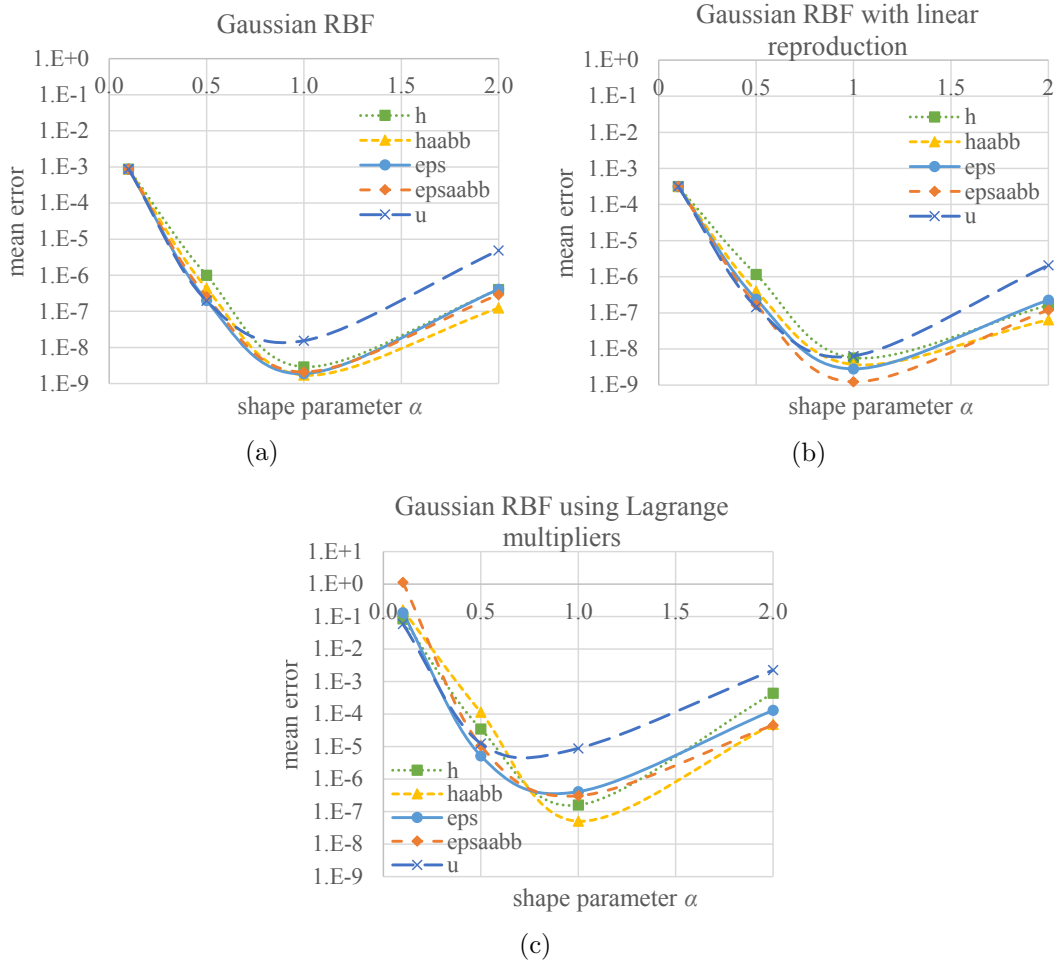 Gaussian RBF
1.E+0
1.E-1
1.E-2
1.E-3
1.E-4
1.E-5
1.E-6
1.E-7
1.E-8
1.E-9
0.0 0.5 1.0 1.5 2.0
h
haabb
eps
epsaabb
u
mean error
shape parameter α
(a)
Gaussian RBF with linear
reproduction
1.E+0
1.E-1
1.E-2
1.E-3
1.E-4
1.E-5
1.E-6
1.E-7
1.E-8
1.E-9
0 0.5 1 1.5 2
h
haabb
eps
epsaabb
u
mean error
shape parameter α
(b)
Gaussian RBF using Lagrange
multipliers
1.E+1
1.E+0
1.E-1
1.E-2
1.E-3
1.E-4
1.E-5
1.E-6
1.E-7
1.E-8
1.E-9
0.0 0.5 1.0 1.5 2.0
h
haabb
eps
epsaabb
u
mean error
shape parameter α
(c)